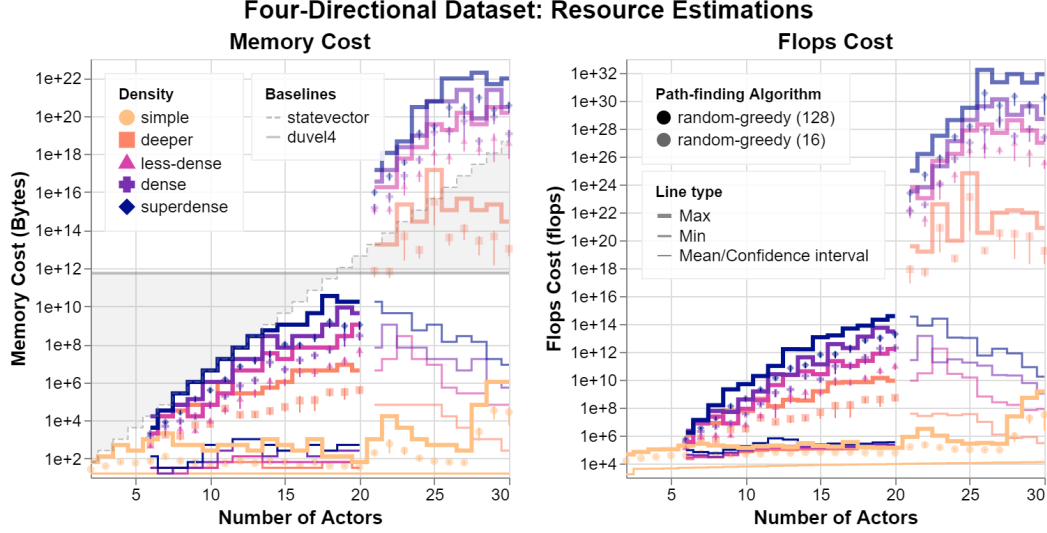 Four-Directional Dataset: Resource Estimations
Memory Cost
Memory Cost (Bytes)
1e+22
1e+20
1e+18
1e+16
1e+14
1e+12
1e+10
1e+8
1e+6
1e+4
1e+2
Density
simple
deeper
less-dense
dense
superdense
Baselines
statevector
duvel4
5
10
15
20
25
30
Number of Actors
Flops Cost
Flops Cost (flops)
1e+32
1e+30
1e+28
1e+26
1e+24
1e+22
1e+20
1e+18
1e+16
1e+14
1e+12
1e+10
1e+8
1e+6
1e+4
Path-finding Algorithm
random-greedy (128)
random-greedy (16)
Line type
Max
Min
Mean/Confidence interval
5
10
15
20
25
30
Number of Actors